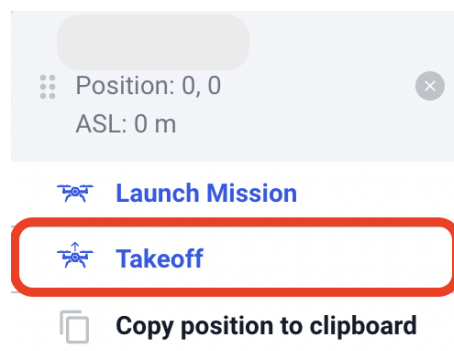 Position: 0, 0
ASL: 0 m
Launch Mission
Takeoff
Copy position to clipboard